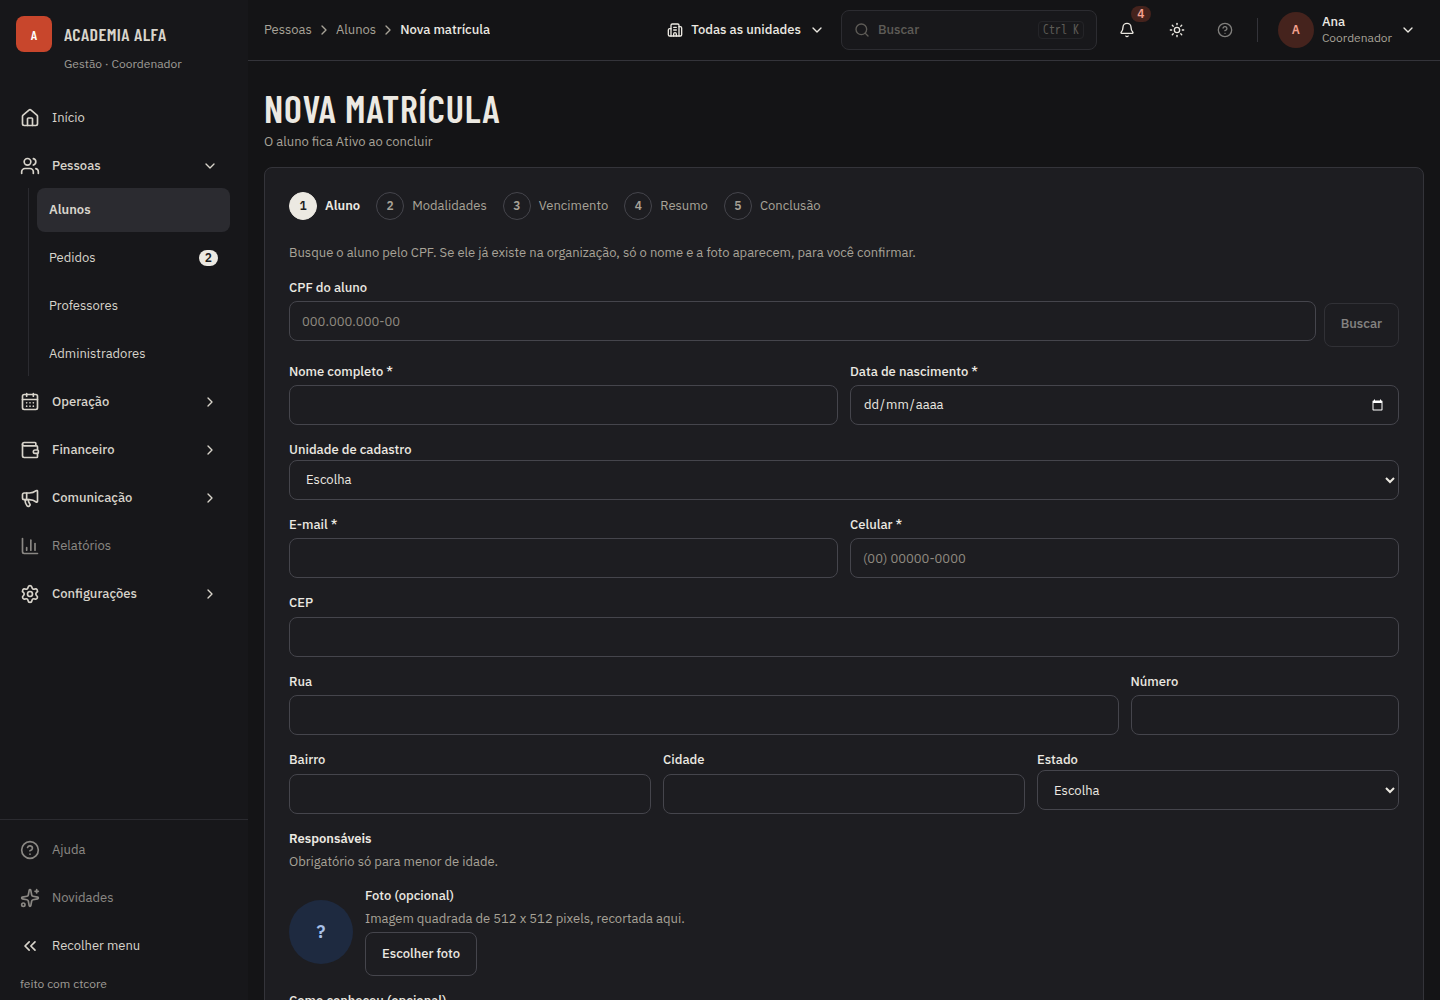 A
ACADEMIA ALFA
Gestão · Coordenador
Início
Pessoas
Alunos
Pedidos
2
Professores
Administradores
Operação
Financeiro
Comunicação
Relatórios
Configurações
Ajuda
Novidades
Recolher menu
feito com ctcore
Pessoas
Alunos
Nova matrícula
Todas as unidades
Buscar
Ctrl K
4
A
Ana
Coordenador
NOVA MATRÍCULA
O aluno fica Ativo ao concluir
1 Aluno 2 Modalidades 3 Vencimento 4 Resumo 5 Conclusão
Busque o aluno pelo CPF. Se ele já existe na organização, só o nome e a foto aparecem, para você confirmar.
CPF do aluno
000.000.000-00
Buscar
Nome completo *
Data de nascimento *
dd/mm/aaaa
Unidade de cadastro
Escolha
E-mail *
Celular *
(00) 00000-0000
CEP
Rua
Número
Bairro
Cidade
Estado
Escolha
Responsáveis
Obrigatório só para menor de idade.
?
Foto (opcional)
Imagem quadrada de 512 x 512 pixels, recortada aqui.
Escolher foto
Como conheceu (opcional)